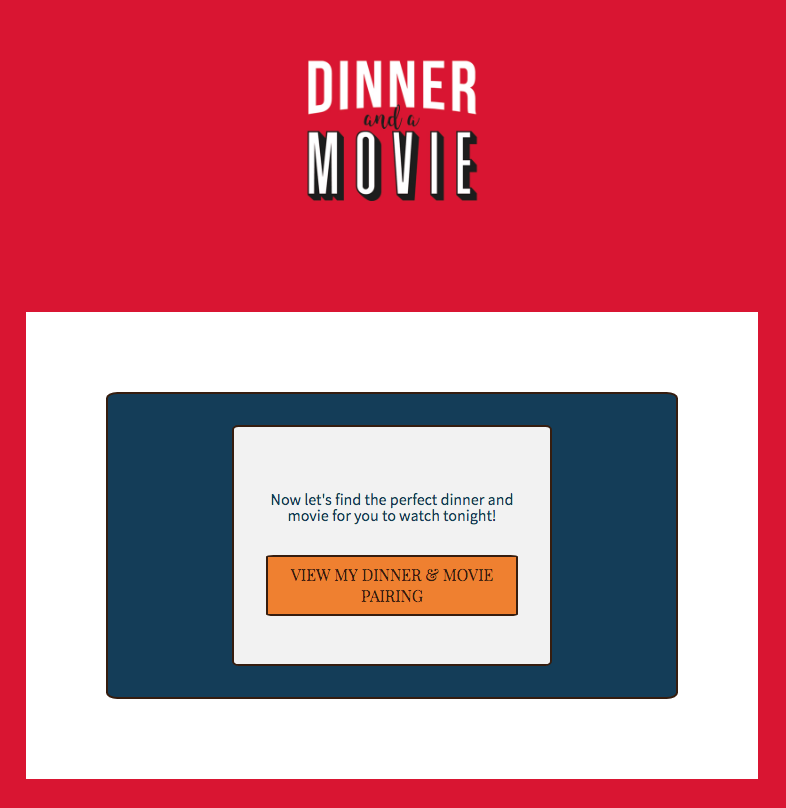 DINNER
and a
MOVIE
Now let's find the perfect dinner and
movie for you to watch tonight!
VIEW MY DINNER & MOVIE
PAIRING